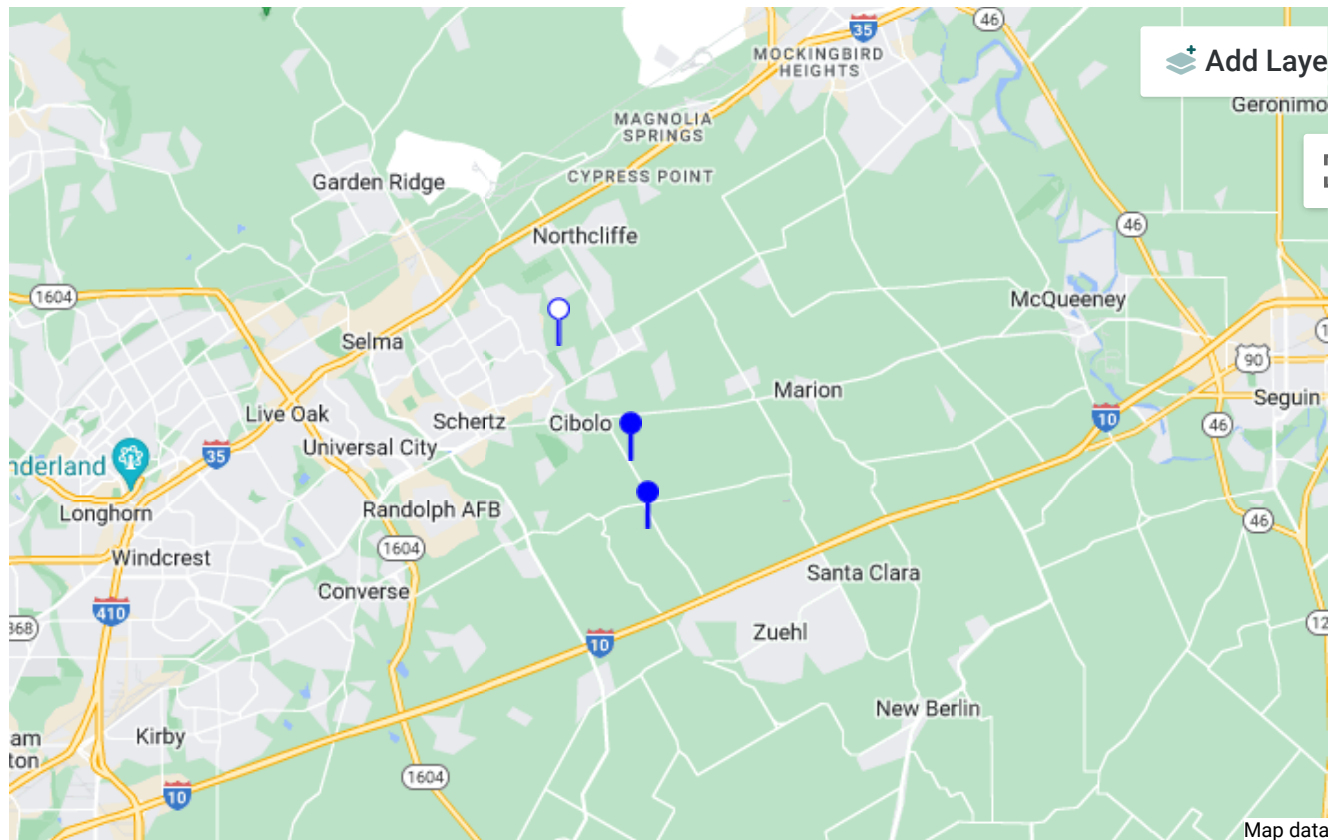 46
35
MOCKINGBIRD
HEIGHTS
Add Laye
Geronimo
MAGNOLIA
SPRINGS
CYPRESS POINT
Garden Ridge
46
Northcliffe
1604
McQueeney
1
Selma
90
Marion
Seguin
Live Oak
Schertz
Cibolo
10
46
Universal City
35
nderland
Longhorn
Randolph AFB
46
1604
Windcrest
Santa Clara
Converse
410
368
12
Zuehl
10
New Berlin
am
ton
Kirby
1604
10
Map data